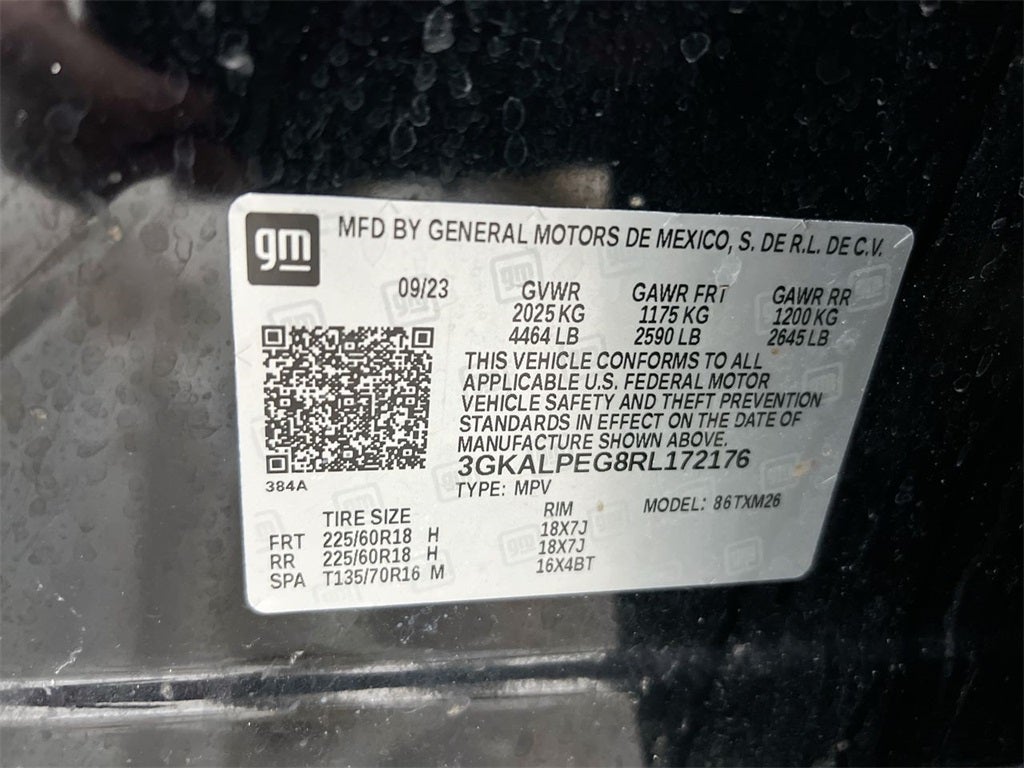 gm
MFD BY GENERAL MOTORS DE MEXICO, S. DE R.L. DE C.V.
09/23
GVWR GAWR FRT GAWR RR
2025 KG 1175 KG 1200 KG
4464 LB 2590 LB 2645 LB
THIS VEHICLE CONFORMS TO ALL
APPLICABLE U.S. FEDERAL MOTOR
VEHICLE SAFETY AND THEFT PREVENTION
STANDARDS IN EFFECT ON THE DATE OF
MANUFACTURE SHOWN ABOVE.
3GKALPEG8RL172176
384A
TYPE: MPV MODEL: 86TXM26
TIRE SIZE RIM
FRT 225/60R18 H 18X7J
RR 225/60R18 H 18X7J
SPA T135/70R16 M 16X4BT